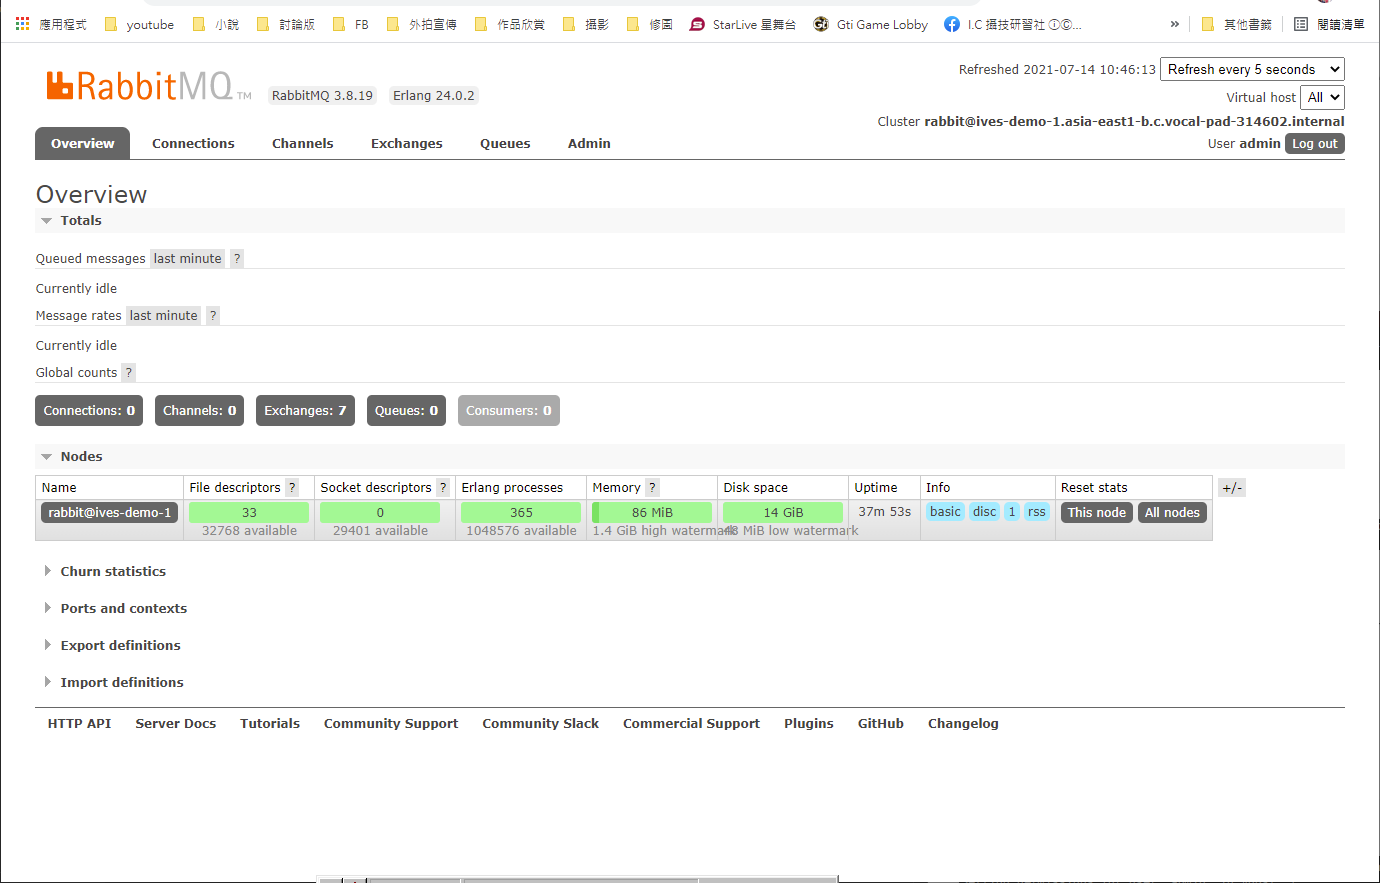 應用程式 youtube 小說 討論版 FB 外拍宣傳 作品欣賞 攝影 修圖 StarLive 星舞台 Gti Game Lobby I.C 攝技研習社 ⓘⒸ... » 其他書籤 閱讀清單
RabbitMQ TM RabbitMQ 3.8.19 Erlang 24.0.2
Refreshed 2021-07-14 10:46:13 Refresh every 5 seconds
Virtual host All
Cluster rabbit@ives-demo-1.asia-east1-b.c.vocal-pad-314602.internal
User admin Log out
Overview Connections Channels Exchanges Queues Admin
Overview
Totals
Queued messages last minute ?
Currently idle
Message rates last minute ?
Currently idle
Global counts ?
Connections: 0 Channels: 0 Exchanges: 7 Queues: 0 Consumers: 0
Nodes
Name File descriptors ? Socket descriptors ? Erlang processes Memory ? Disk space Uptime Info Reset stats +/-
rabbit@ives-demo-1 33 0 365 86 MiB 14 GiB 37m 53s basic disc 1 rss This node All nodes
32768 available 29401 available 1048576 available 1.4 GiB high watermark 48 MiB low watermark
Churn statistics
Ports and contexts
Export definitions
Import definitions
HTTP API Server Docs Tutorials Community Support Community Slack Commercial Support Plugins GitHub Changelog